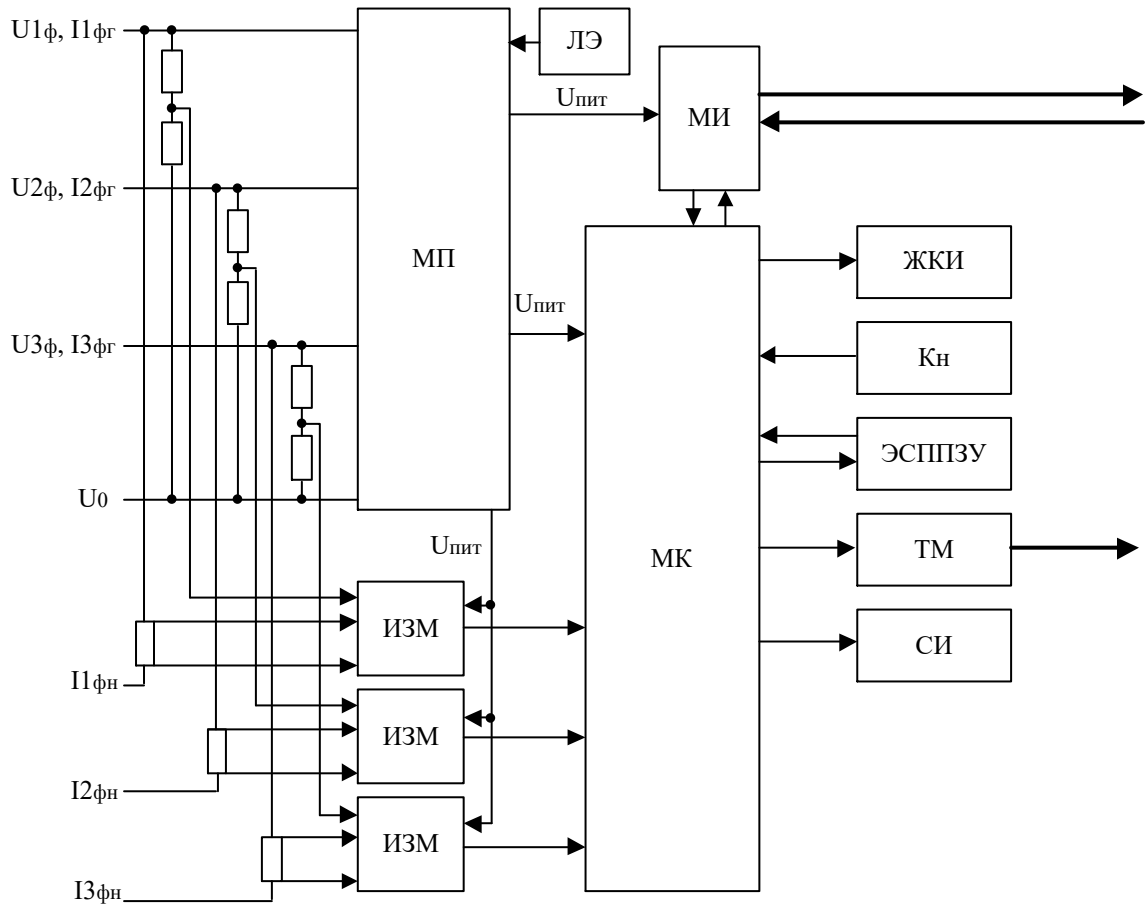 U1ф, I1фг
ЛЭ
Uпит
МИ
U2ф, I2фг
МП
ЖКИ
Uпит
U3ф, I3фг
Кн
ЭСППЗУ
U0
Uпит
МК
ТМ
ИЗМ
СИ
I1фн
ИЗМ
I2фн
ИЗМ
I3фн